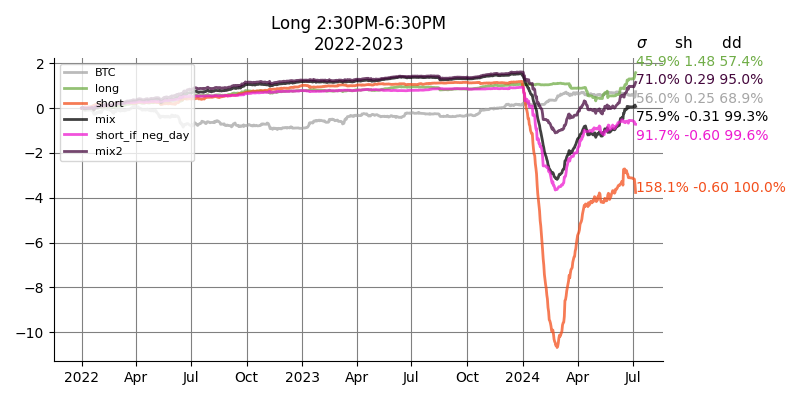 Long 2:30PM-6:30PM
2022-2023
σ sh dd
45.9% 1.48 57.4%
71.0% 0.29 95.0%
56.0% 0.25 68.9%
75.9% -0.31 99.3%
91.7% -0.60 99.6%
158.1% -0.60 100.0%
BTC
long
short
mix
short_if_neg_day
mix2
2
0
−2
−4
−6
−8
−10
2022 Apr Jul Oct 2023 Apr Jul Oct 2024 Apr Jul